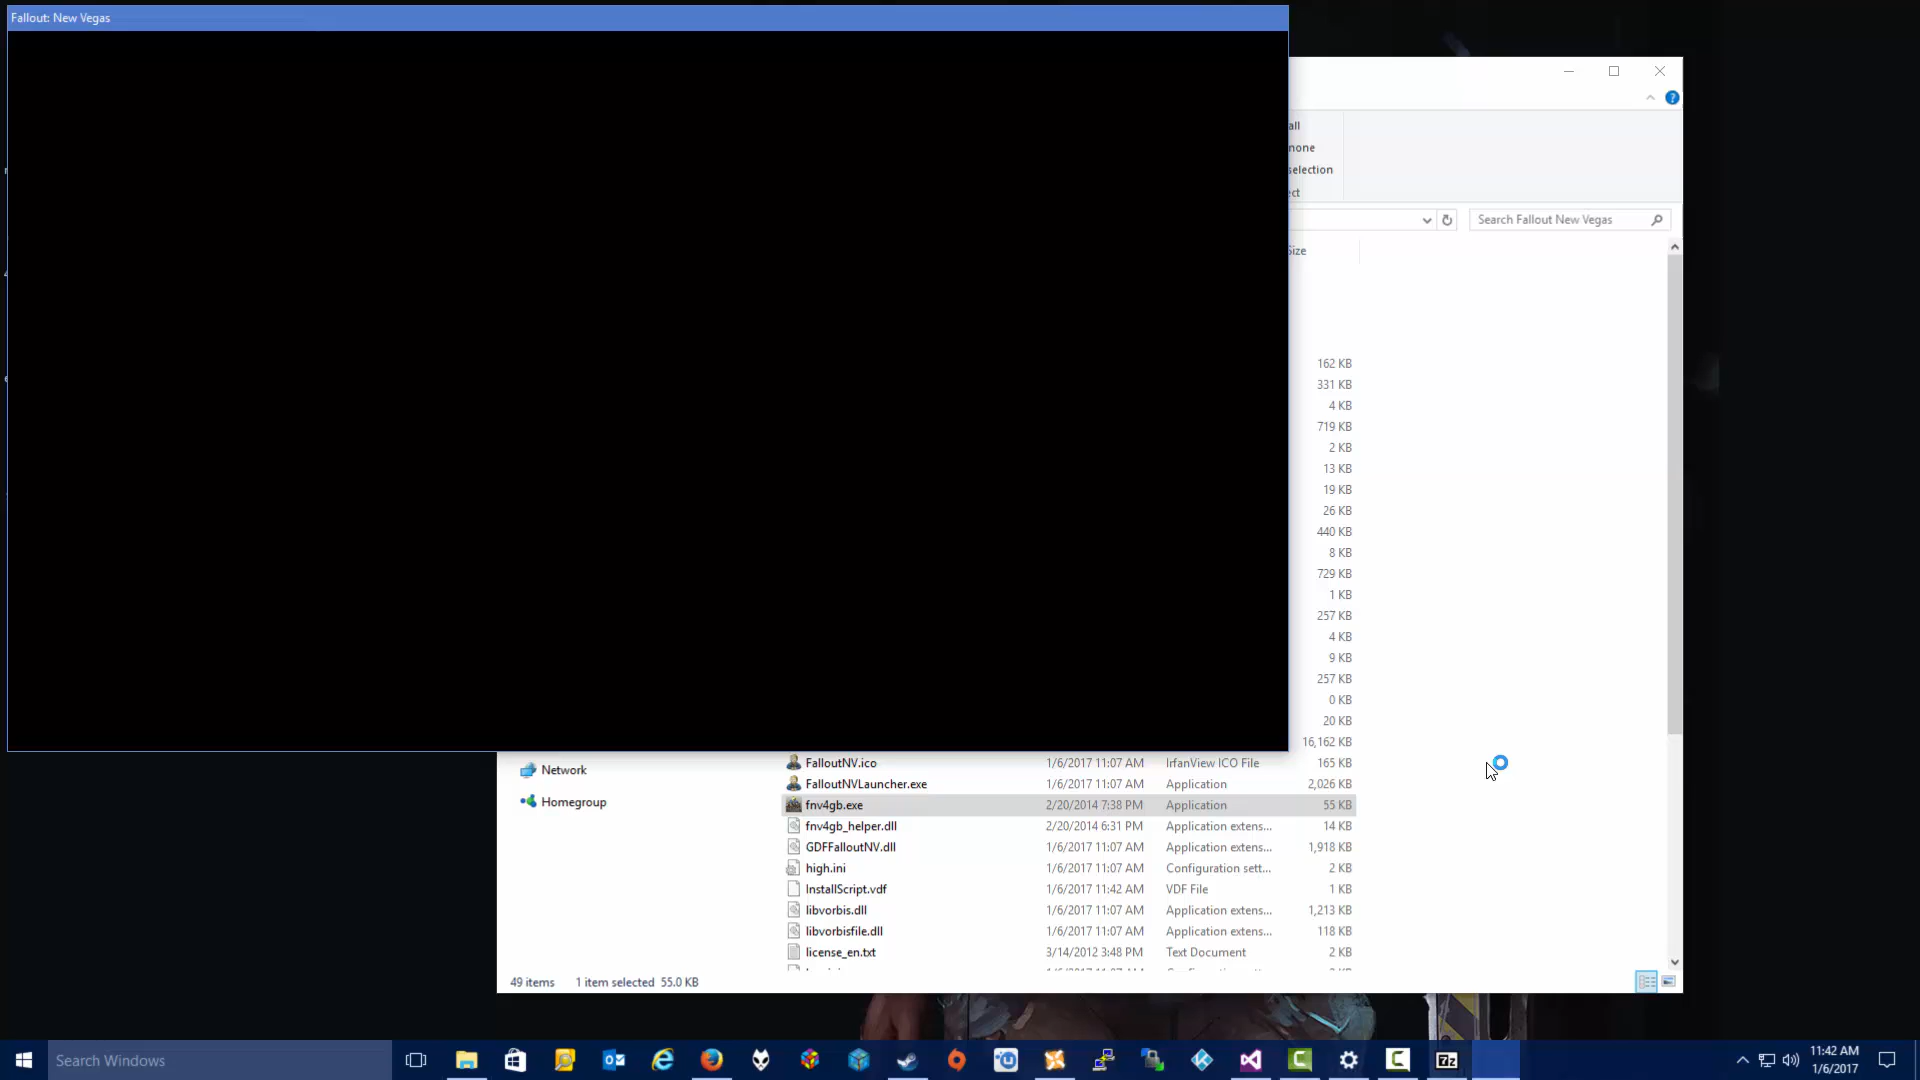 Fallout: New Vegas
all
none
selection
ect
Search Fallout New Vegas
Size
162 KB
331 KB
4 KB
719 KB
2 KB
13 KB
19 KB
26 KB
440 KB
8 KB
729 KB
1 KB
257 KB
4 KB
9 KB
257 KB
0 KB
20 KB
16,162 KB
FalloutNV.ico 1/6/2017 11:07 AM IrfanView ICO File 165 KB
Network
FalloutNVLauncher.exe 1/6/2017 11:07 AM Application 2,026 KB
Homegroup
fnv4gb.exe 2/20/2014 7:38 PM Application 55 KB
fnv4gb_helper.dll 2/20/2014 6:31 PM Application extens... 14 KB
GDFFalloutNV.dll 1/6/2017 11:07 AM Application extens... 1,918 KB
high.ini 1/6/2017 11:07 AM Configuration sett... 2 KB
InstallScript.vdf 1/6/2017 11:42 AM VDF File 1 KB
libvorbis.dll 1/6/2017 11:07 AM Application extens... 1,213 KB
libvorbisfile.dll 1/6/2017 11:07 AM Application extens... 118 KB
license_en.txt 3/14/2012 3:48 PM Text Document 2 KB
49 items 1 item selected 55.0 KB
Search Windows
7z
11:42 AM
1/6/2017